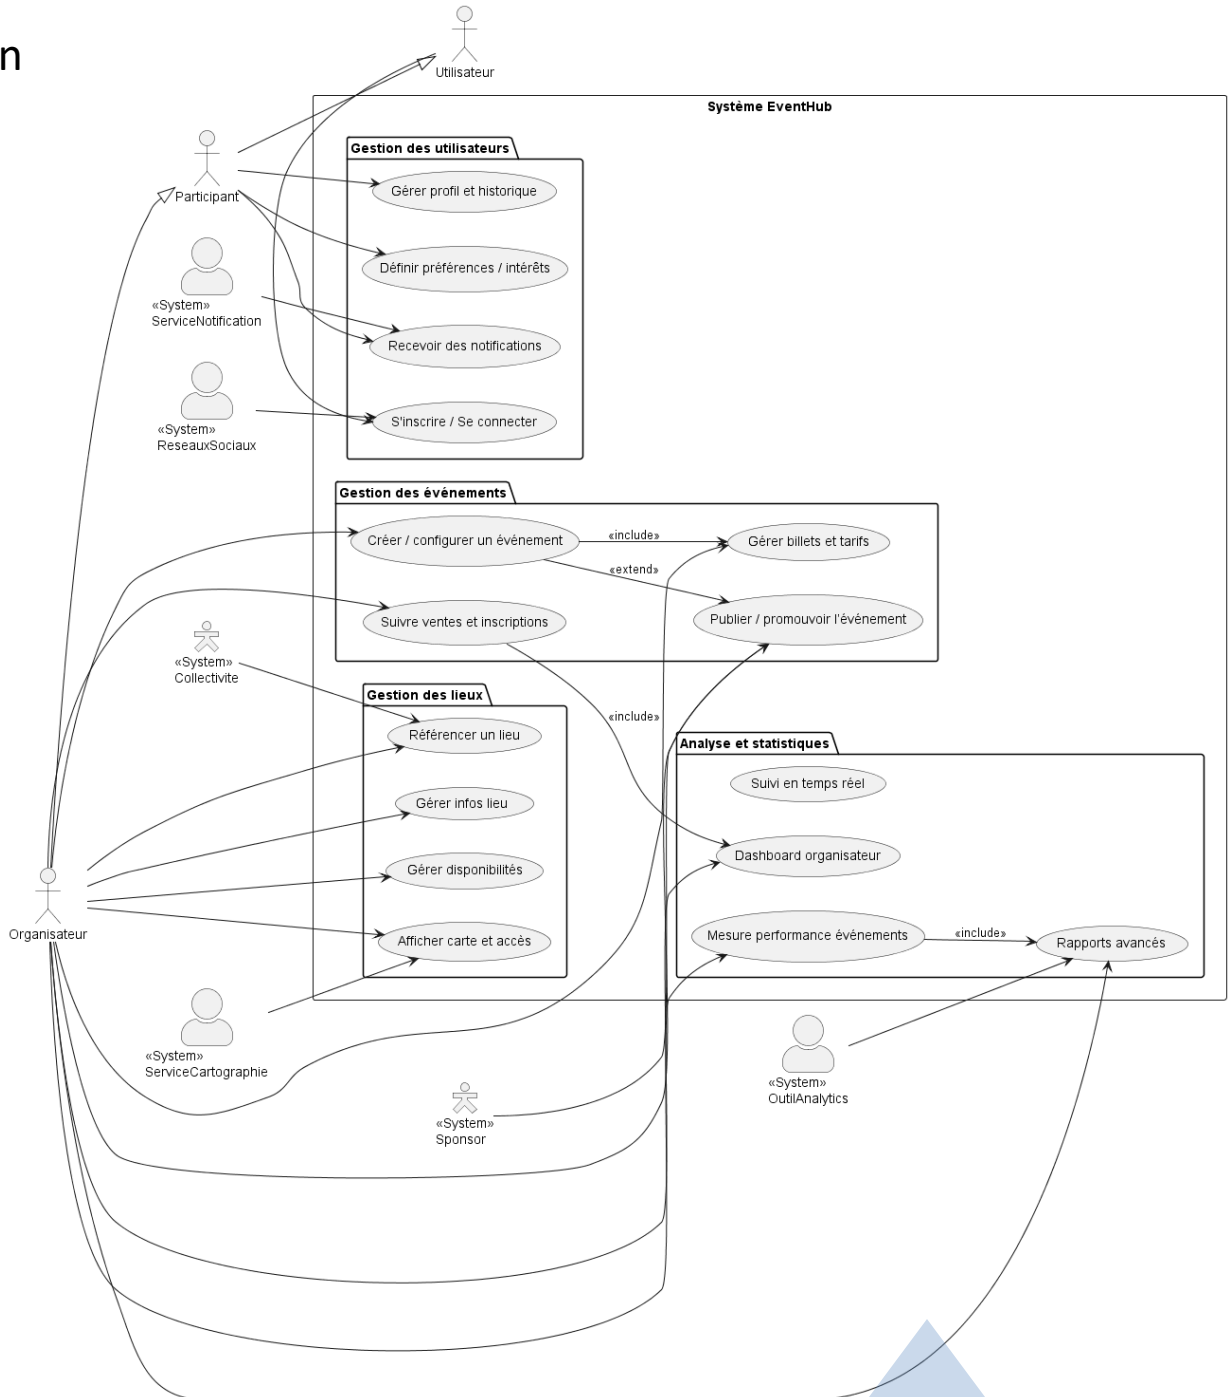 n
Utilisateur
Système EventHub
Gestion des utilisateurs
Gérer profil et historique
Participant
Définir préférences / intérêts
«System»
ServiceNotification
Recevoir des notifications
S'inscrire / Se connecter
«System»
ReseauxSociaux
Gestion des événements
Créer / configurer un événement
«include»
Gérer billets et tarifs
«extend»
Suivre ventes et inscriptions
Publier / promouvoir l'événement
«System»
Collectivite
Gestion des lieux
«include»
Référencer un lieu
Analyse et statistiques
Suivi en temps réel
Gérer infos lieu
Dashboard organisateur
Gérer disponibilités
Organisateur
Afficher carte et accès
Mesure performance événements
«include»
Rapports avancés
«System»
ServiceCartographie
«System»
OutilAnalytics
«System»
Sponsor